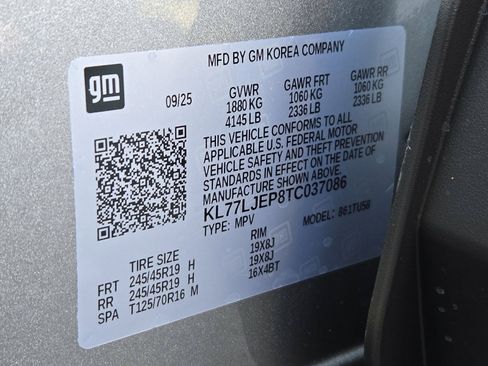 MFD BY GM KOREA COMPANY
gm
09/25
GVWR GAWR FRT GAWR RR
1880 KG 1060 KG 1060 KG
4145 LB 2336 LB 2336 LB
THIS VEHICLE CONFORMS TO ALL
APPLICABLE U.S. FEDERAL MOTOR
VEHICLE SAFETY AND THEFT PREVENTION
STANDARDS IN EFFECT ON THE DATE OF
MANUFACTURE SHOWN ABOVE.
KL77LJEP8TC037086
TYPE: MPV MODEL: 861TU58
TIRE SIZE RIM
FRT 245/45R19 H 19X8J
RR 245/45R19 H 19X8J
SPA T125/70R16 M 16X4BT